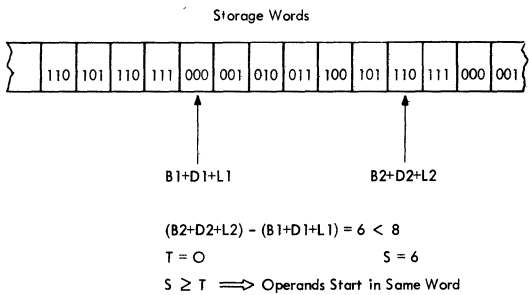 Storage Words
110 101 110 111 000 001 010 011 100 101 110 111 000 001
B1+D1+L1 B2+D2+L2
(B2+D2+L2) - (B1+D1+L1) = 6 < 8
T = O S = 6
S ≥ T ⟹ Operands Start in Same Word